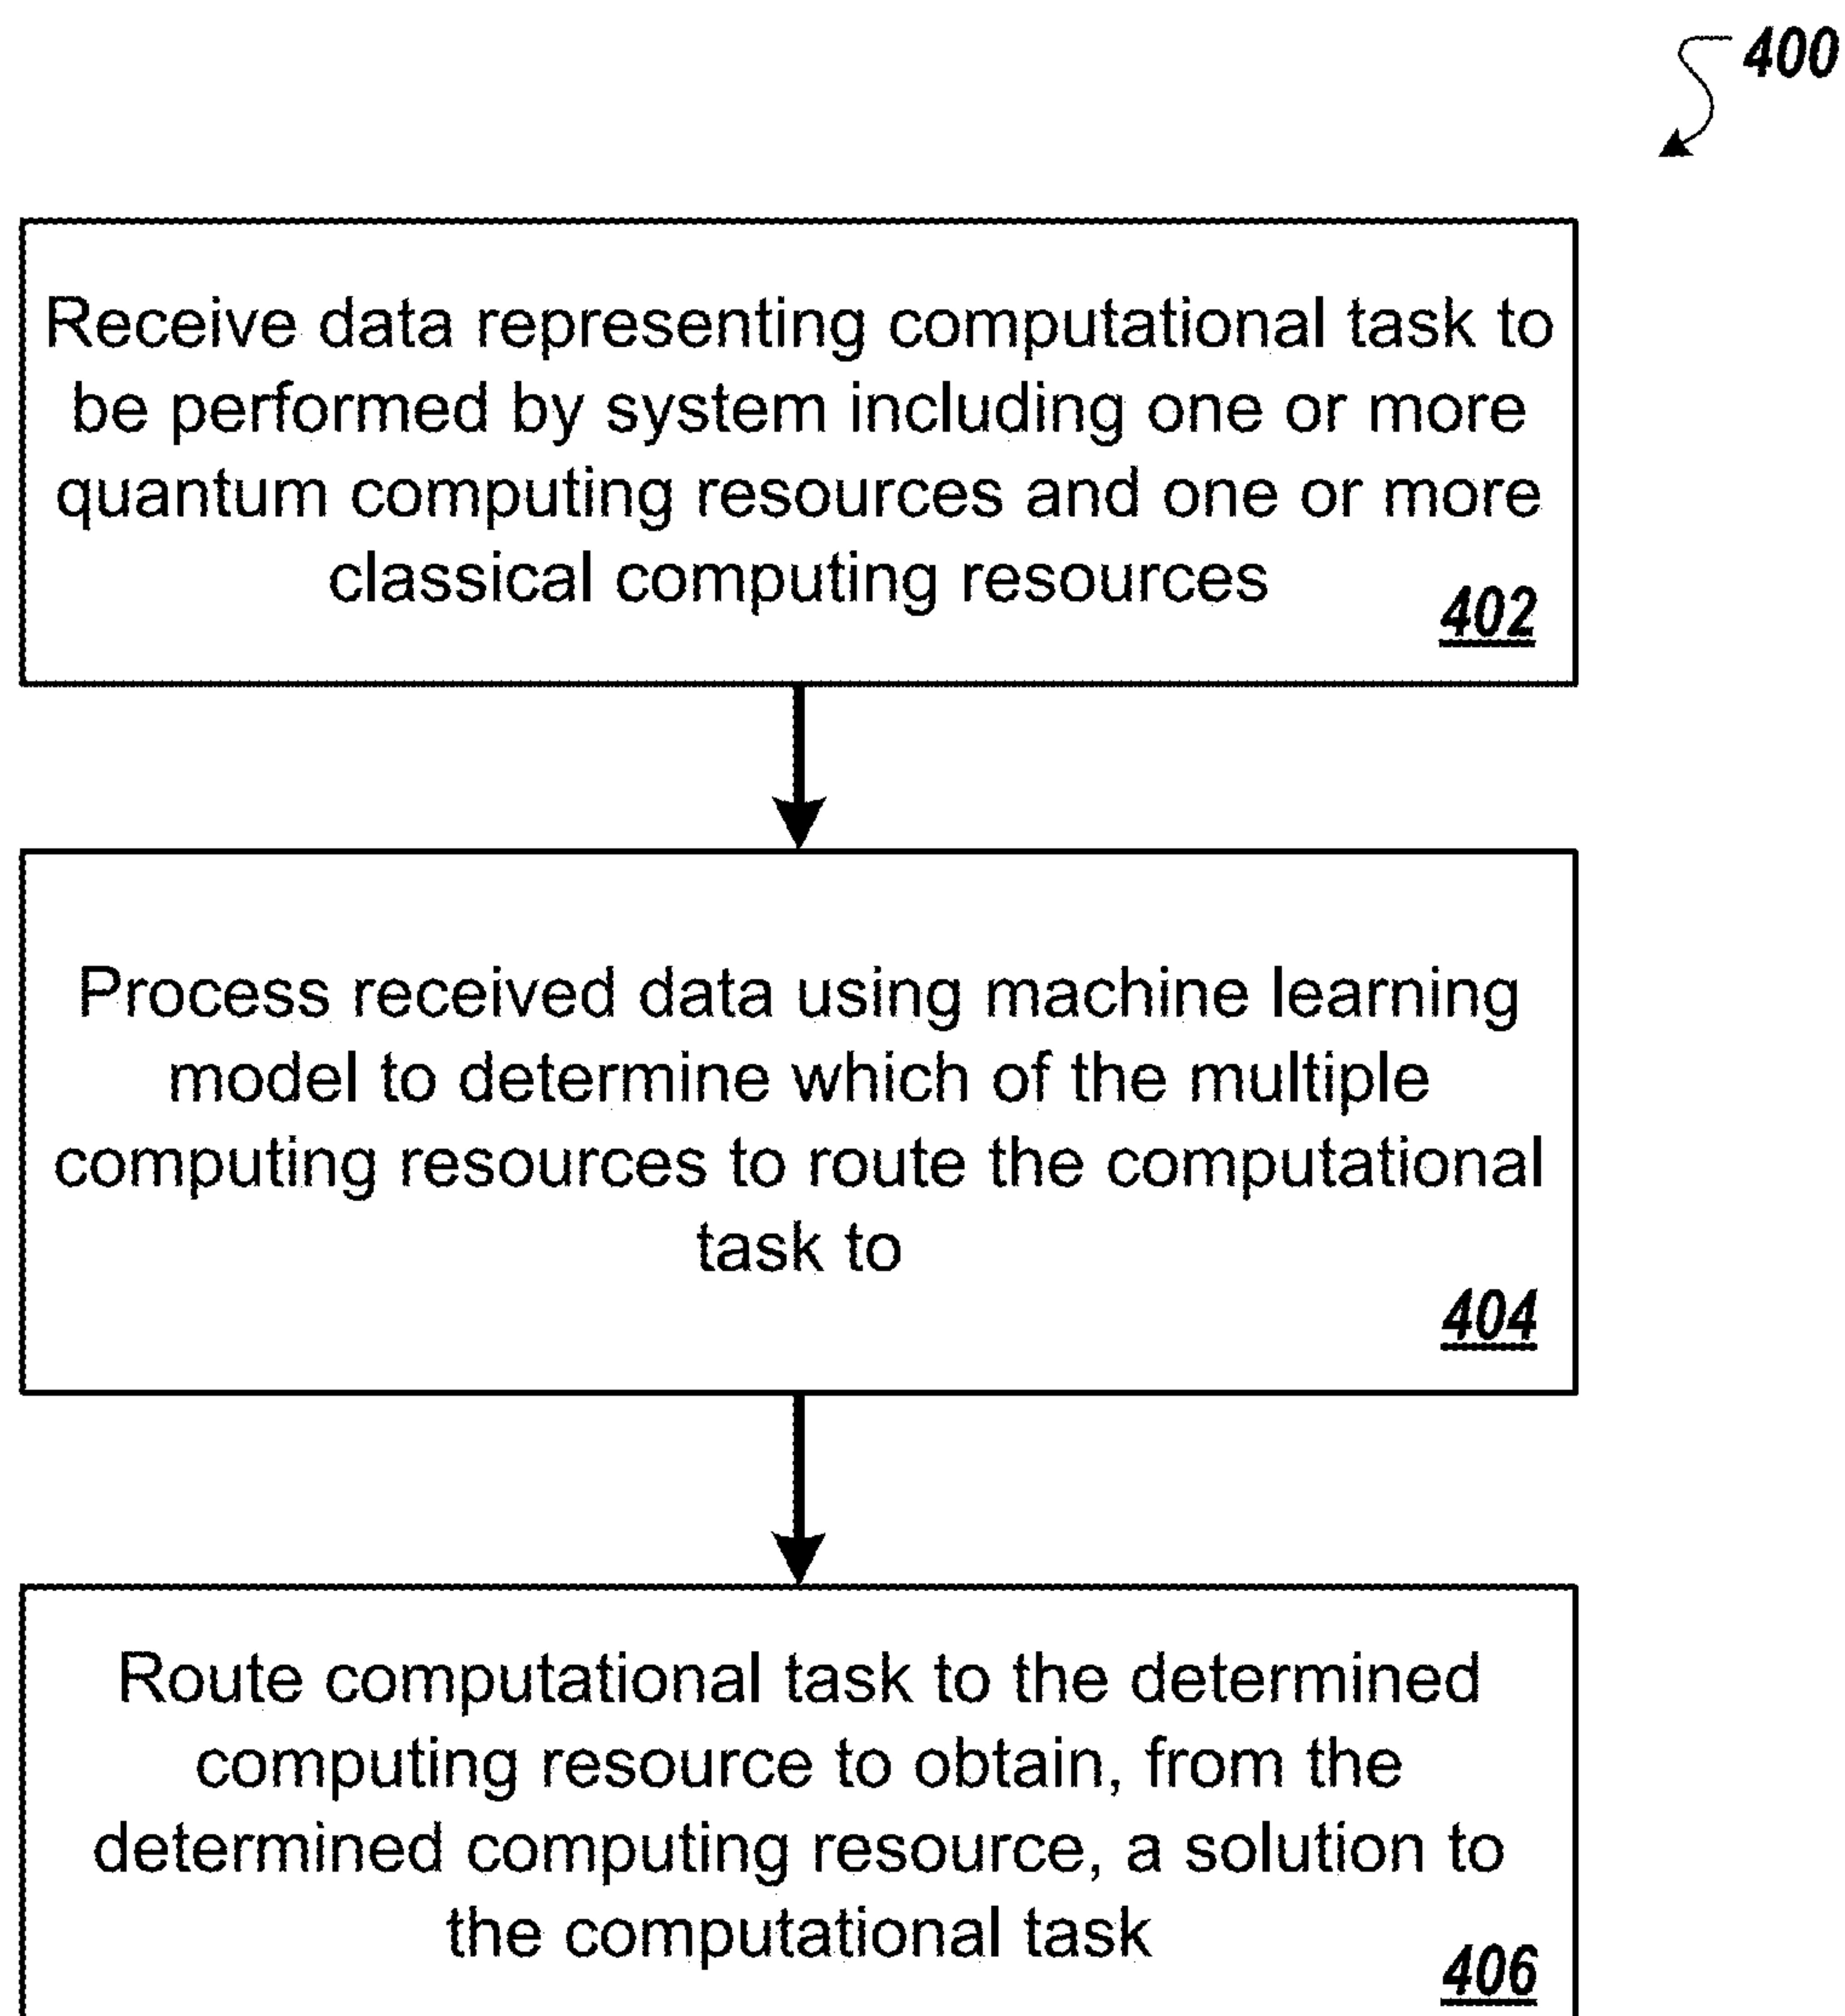 400
Receive data representing computational task to
be performed by system including one or more
quantum computing resources and one or more
classical computing resources
402
Process received data using machine learning
model to determine which of the multiple
computing resources to route the computational
task to
404
Route computational task to the determined
computing resource to obtain, from the
determined computing resource, a solution to
the computational task
406